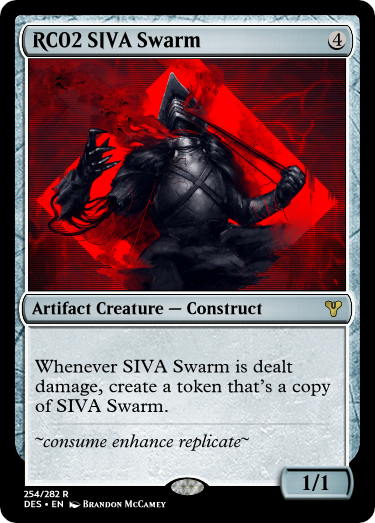 RC02 SIVA Swarm 4
Artifact Creature — Construct
Whenever SIVA Swarm is dealt
damage, create a token that's a copy
of SIVA Swarm.
~consume enhance replicate~
1/1
254/282 R
DES • EN Brandon McCamey